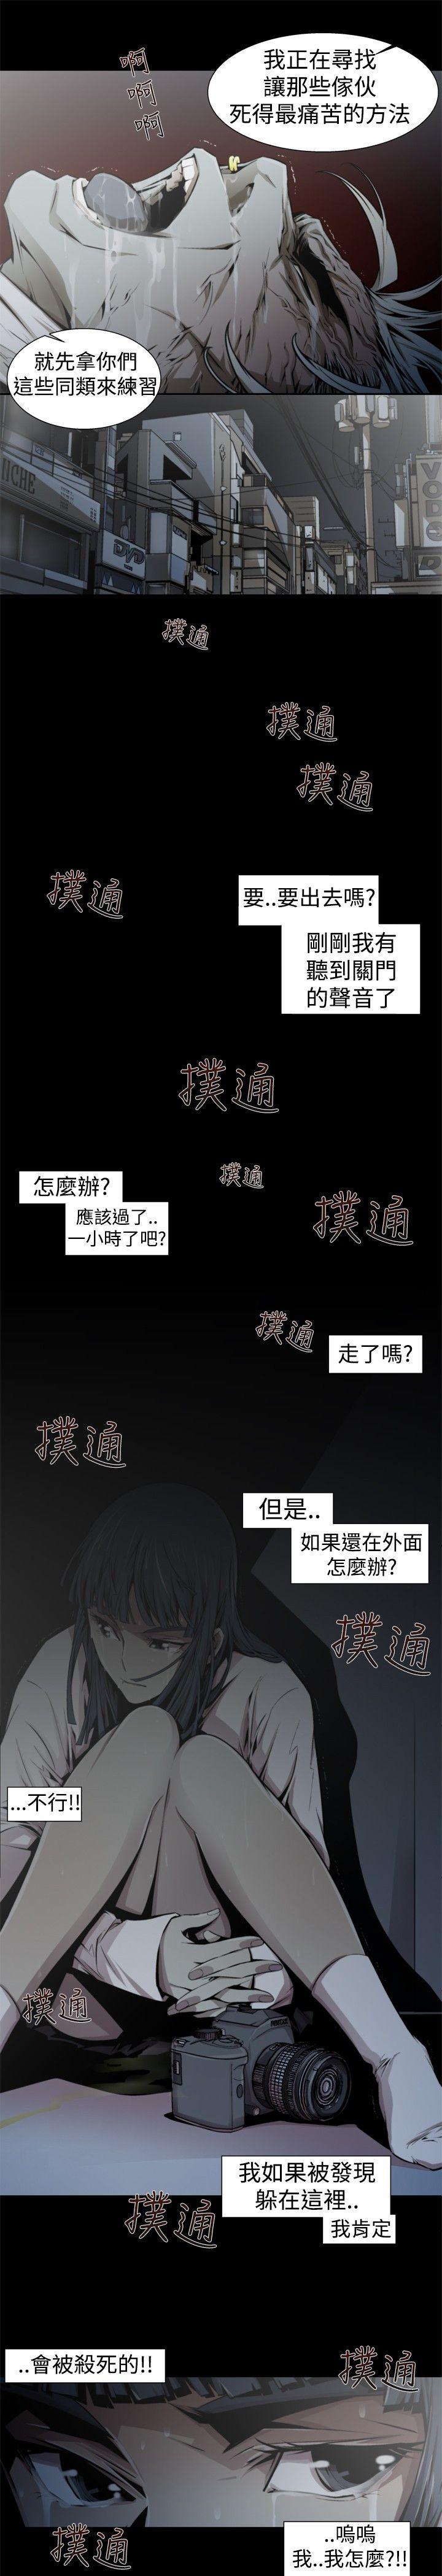 啊
啊
啊
我正在尋找
讓那些傢伙
死得最痛苦的方法
就先拿你們
這些同類來練習
UCHE
DVD
DVD
撲通
撲通
撲通
撲通
要..要出去嗎?
剛剛我有
聽到關門
的聲音了
撲通
撲通
怎麼辦?
應該過了..
一小時了吧?
撲通
撲通
走了嗎?
撲通
但是..
如果還在外面
怎麼辦?
撲通
...不行!!
撲通
我如果被發現
躲在這裡..
我肯定
撲通
..會被殺死的!!
撲通
..嗚嗚
我..我怎麼?!!
撲通